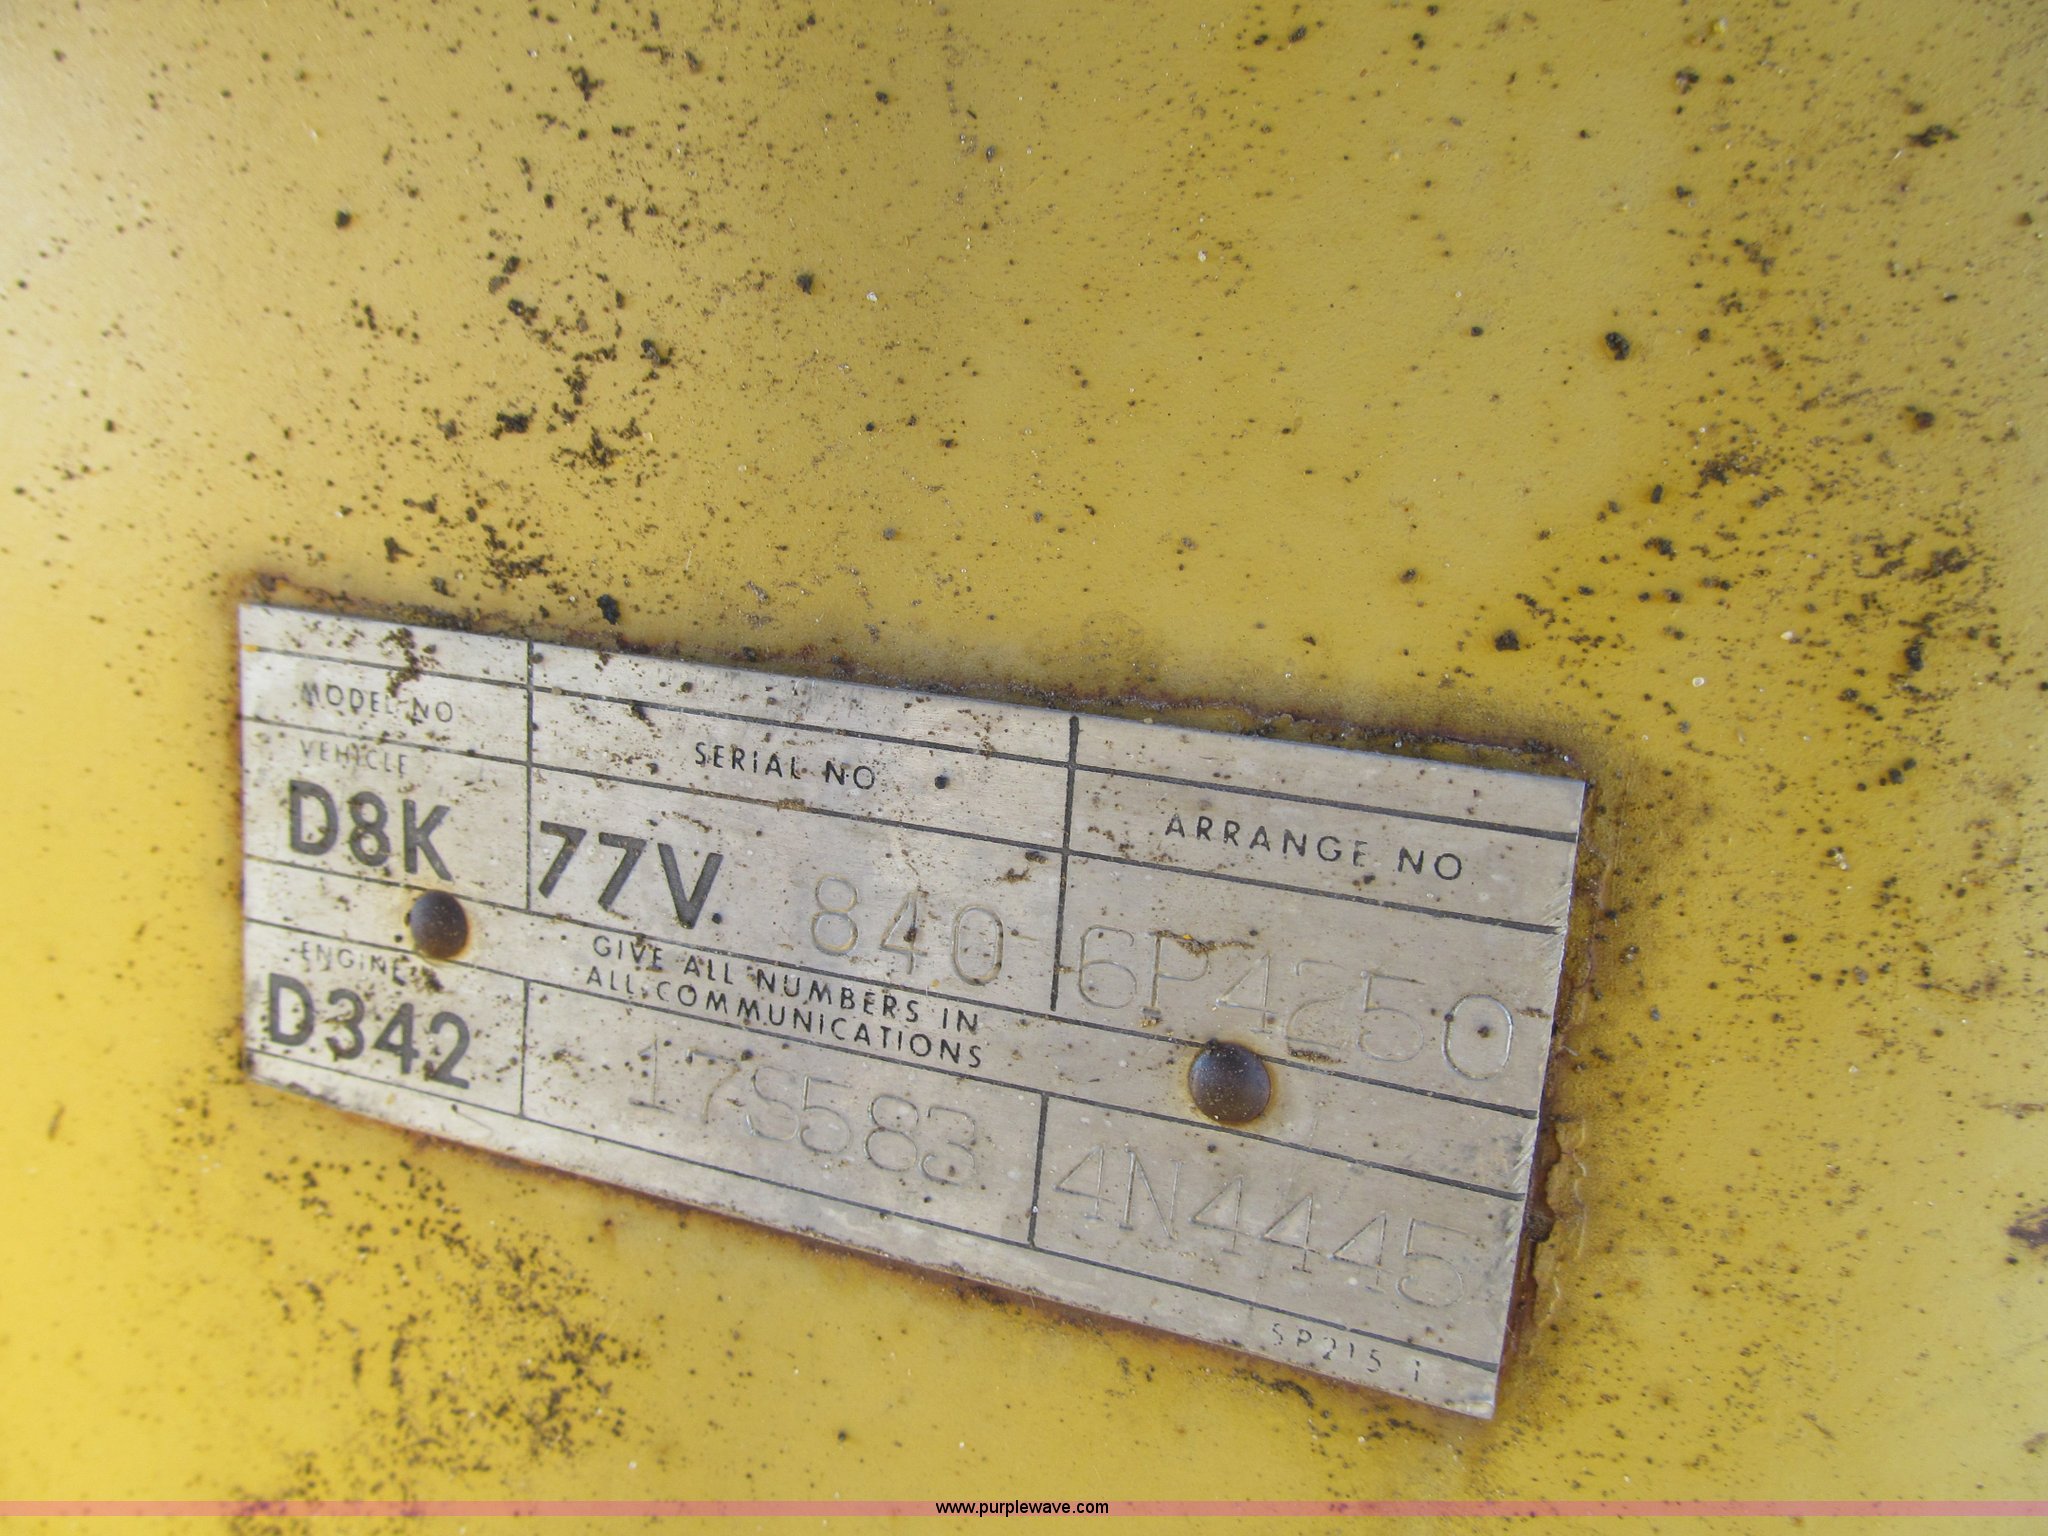 MODEL NO SERIAL NO ARRANGE NO
VEHICLE
D8K 77V 840 6P4250
GIVE ALL NUMBERS IN
ALL COMMUNICATIONS
ENGINE
D342 17S583 4N4445
5P215 1
www.purplewave.com